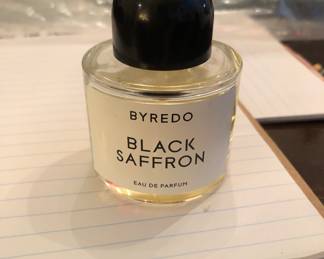 BYREDO
BLACK
SAFFRON
EAU DE PARFUM